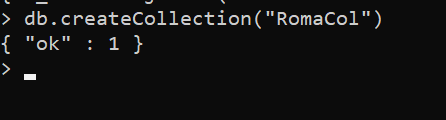 > db.createCollection("RomaCol")
{ "ok" : 1 }
>